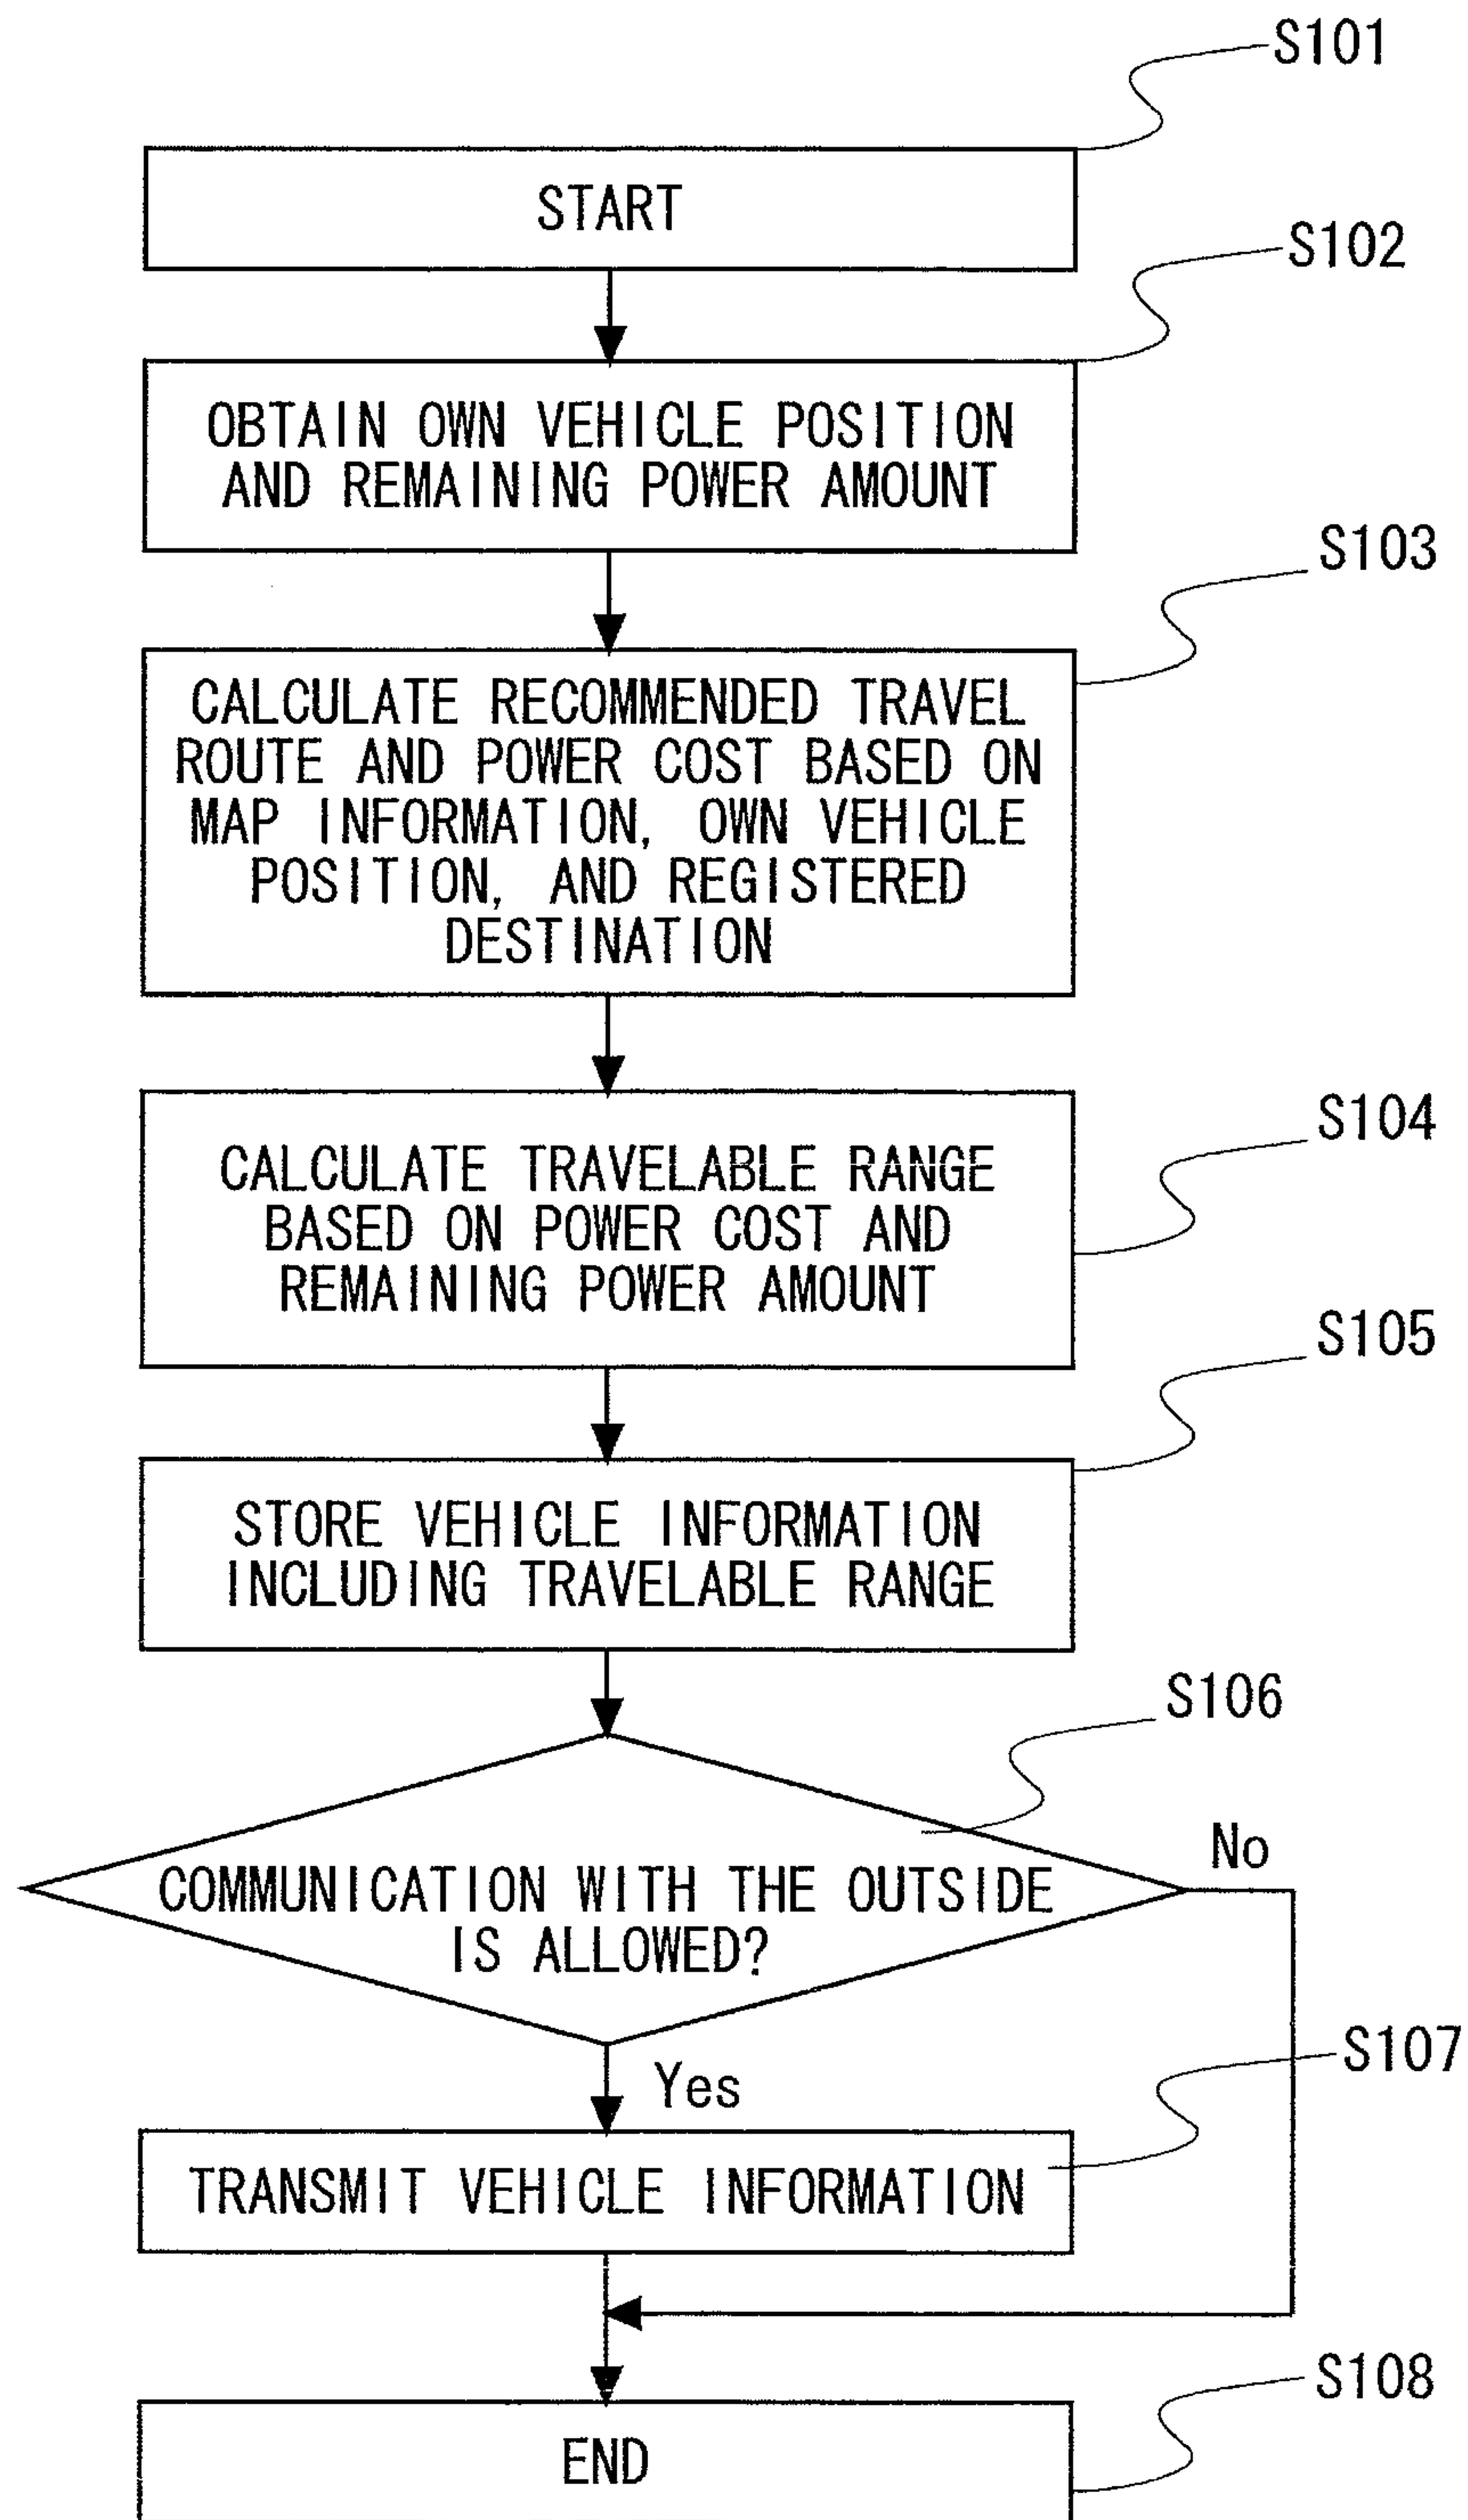 S101
START
S102
OBTAIN OWN VEHICLE POSITION
AND REMAINING POWER AMOUNT
S103
CALCULATE RECOMMENDED TRAVEL
ROUTE AND POWER COST BASED ON
MAP INFORMATION, OWN VEHICLE
POSITION, AND REGISTERED
DESTINATION
S104
CALCULATE TRAVELABLE RANGE
BASED ON POWER COST AND
REMAINING POWER AMOUNT
S105
STORE VEHICLE INFORMATION
INCLUDING TRAVELABLE RANGE
S106
No
COMMUNICATION WITH THE OUTSIDE
IS ALLOWED?
S107
Yes
TRANSMIT VEHICLE INFORMATION
S108
END